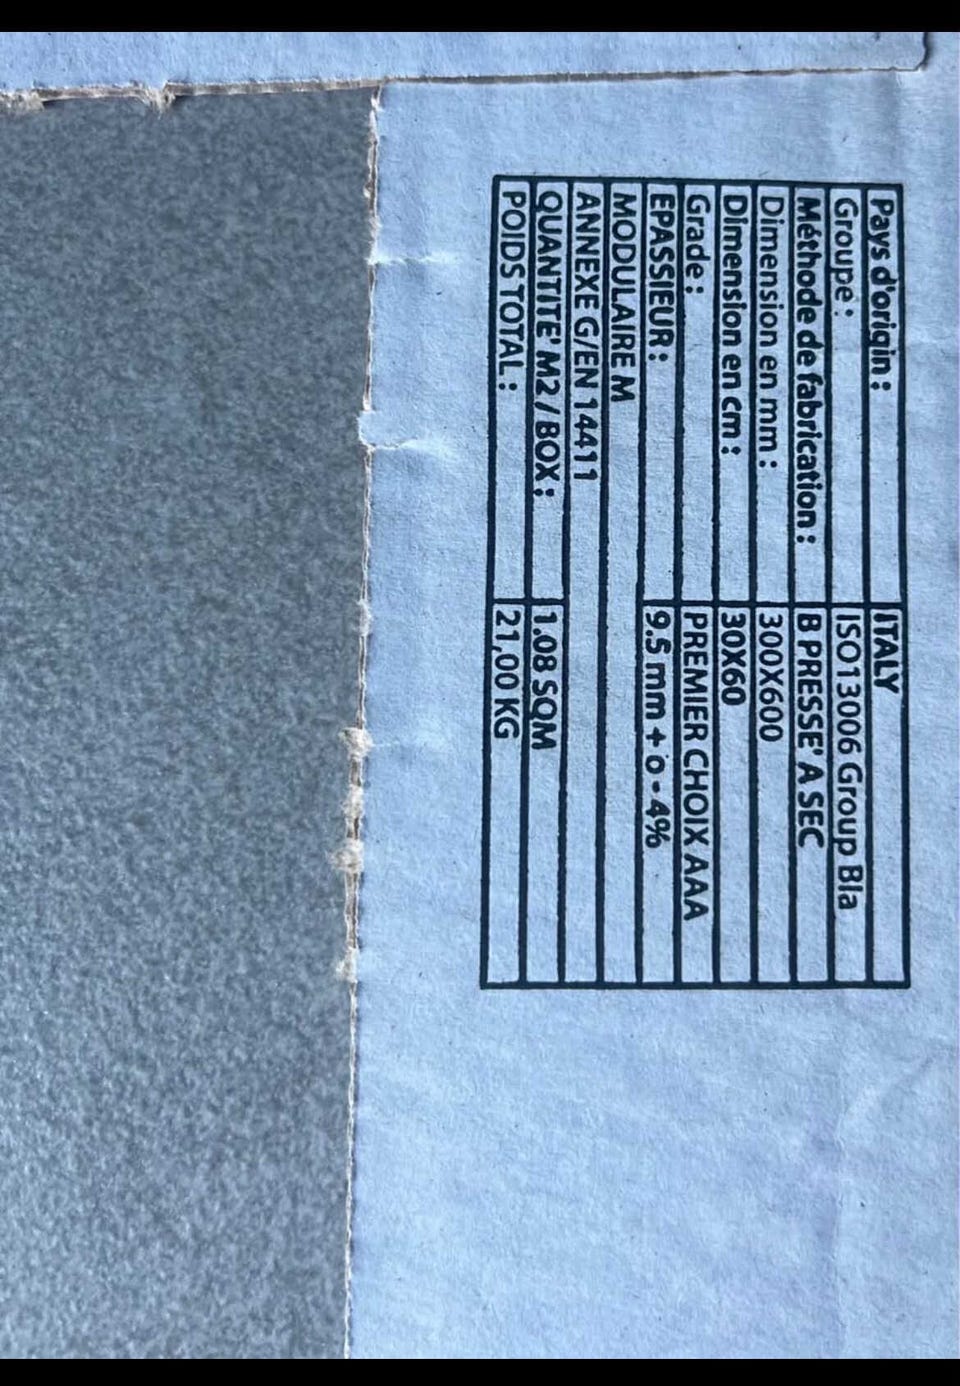 Pays d'origin : ITALY
Groupe : ISO13006 Group Bla
Méthode de fabrication : B PRESSE' A SEC
Dimension en mm : 300X600
Dimension en cm : 30X60
Grade : PREMIER CHOIX AAA
EPASSIEUR : 9.5 mm + o - 4%
MODULAIRE M
ANNEXE G/EN 14411
QUANTITE' M2 / BOX : 1.08 SQM
POIDS TOTAL : 21,00 KG